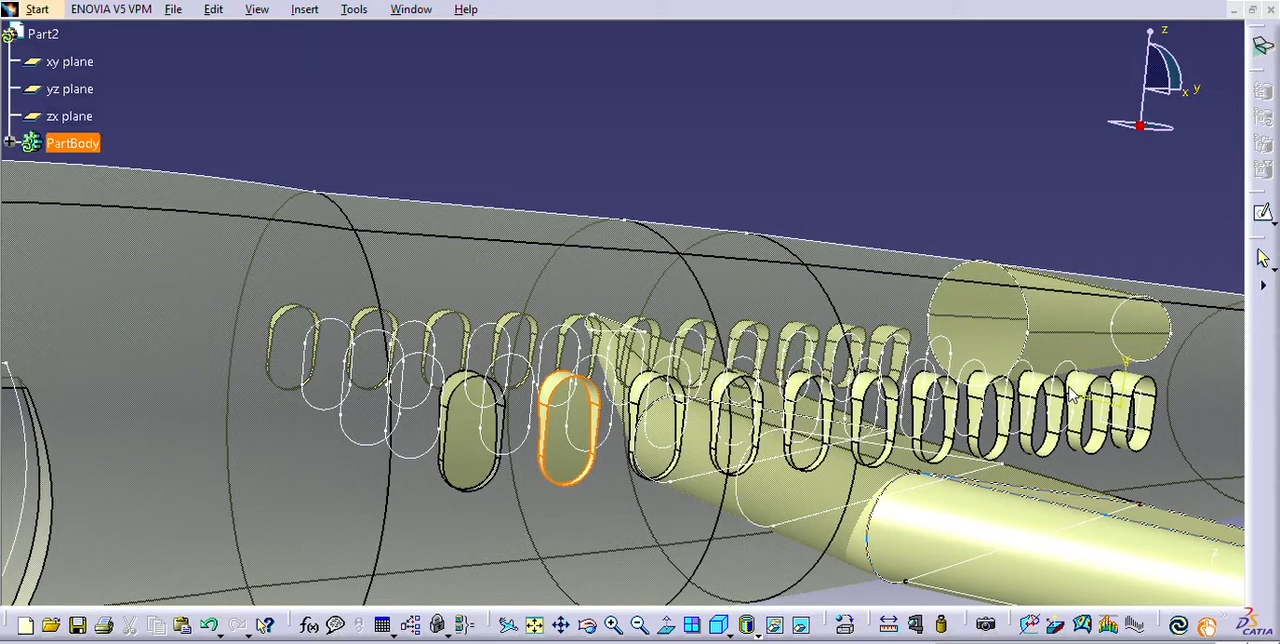 Start ENOVIA V5 VPM File Edit View Insert Tools Window Help
Part2
xy plane
yz plane
zx plane
PartBody
z
x y
f(x)
CATIA